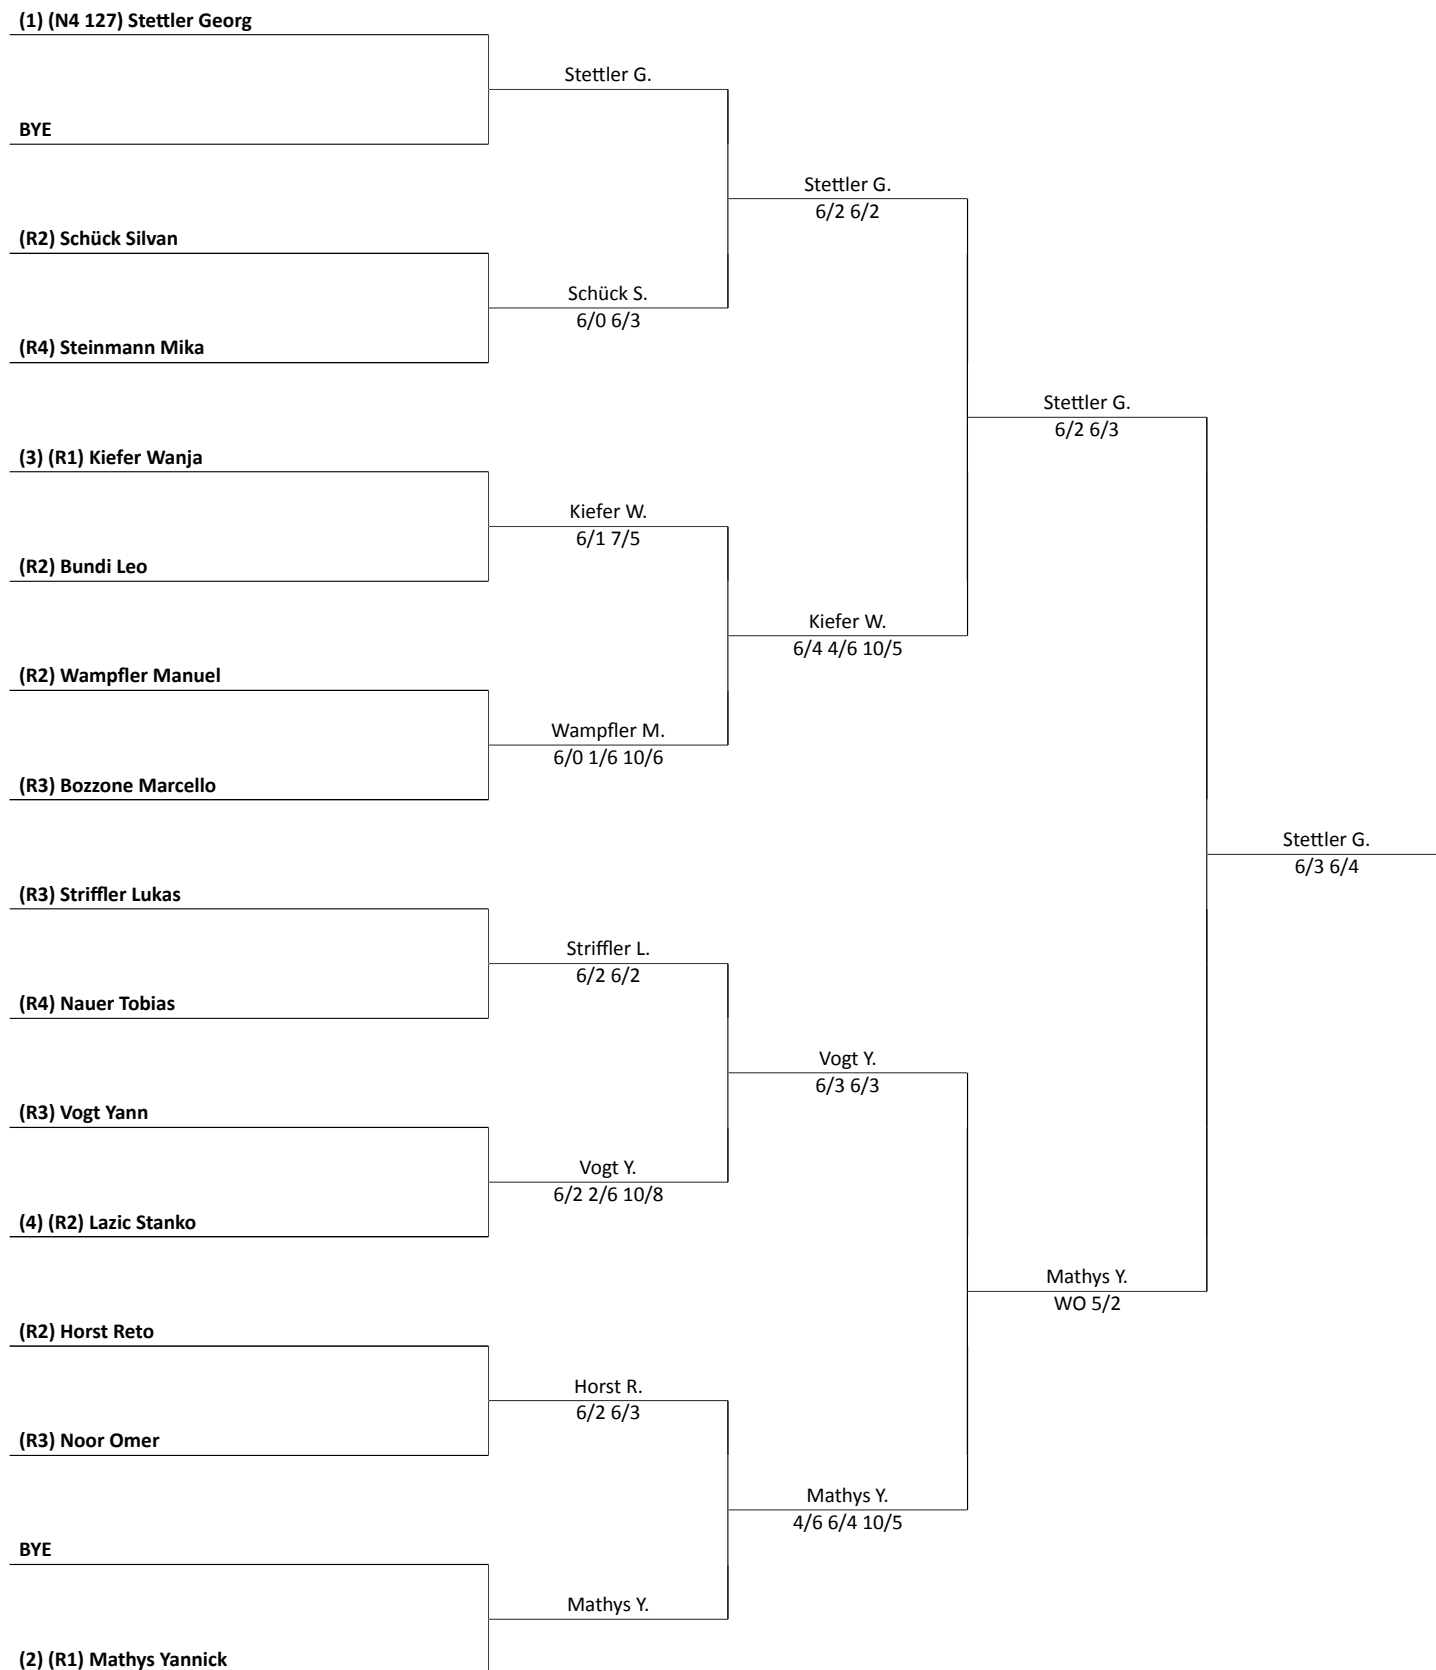 (1) (N4 127) Stettler Georg
Stettler G.
BYE
Stettler G.
6/2 6/2
(R2) Schück Silvan
Schück S.
6/0 6/3
(R4) Steinmann Mika
Stettler G.
6/2 6/3
(3) (R1) Kiefer Wanja
Kiefer W.
6/1 7/5
(R2) Bundi Leo
Kiefer W.
6/4 4/6 10/5
(R2) Wampfler Manuel
Wampfler M.
6/0 1/6 10/6
(R3) Bozzone Marcello
Stettler G.
6/3 6/4
(R3) Striffler Lukas
Striffler L.
6/2 6/2
(R4) Nauer Tobias
Vogt Y.
6/3 6/3
(R3) Vogt Yann
Vogt Y.
6/2 2/6 10/8
(4) (R2) Lazic Stanko
Mathys Y.
WO 5/2
(R2) Horst Reto
Horst R.
6/2 6/3
(R3) Noor Omer
Mathys Y.
4/6 6/4 10/5
BYE
Mathys Y.
(2) (R1) Mathys Yannick